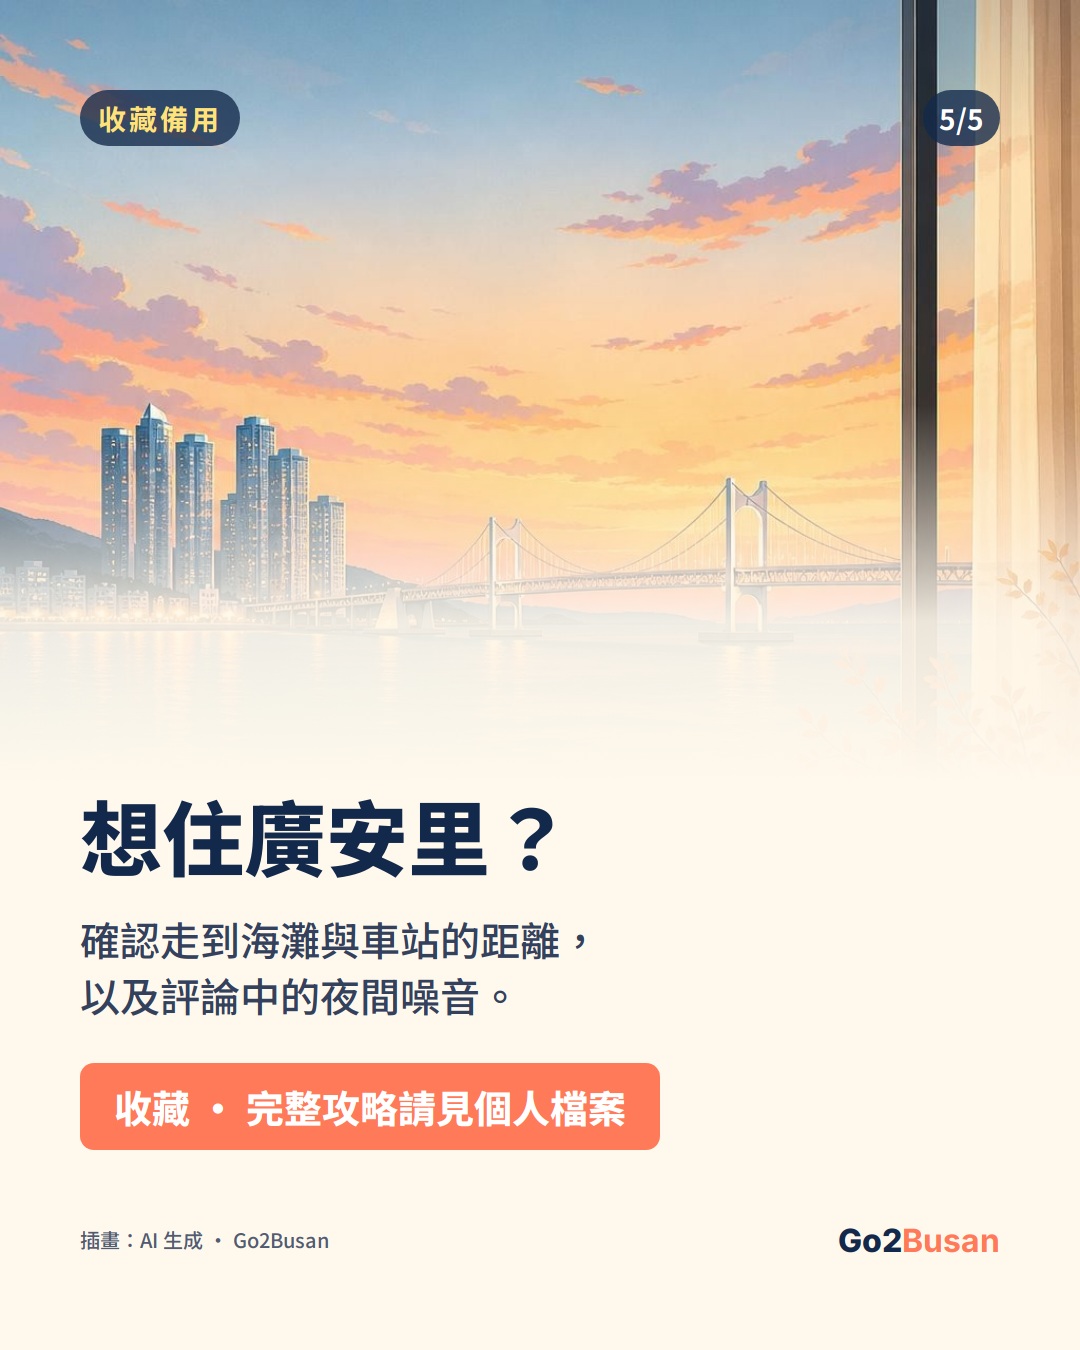 收藏備用
5/5
想住廣安里？
確認走到海灘與車站的距離，
以及評論中的夜間噪音。
收藏 · 完整攻略請見個人檔案
插畫：AI 生成 · Go2Busan
Go2Busan